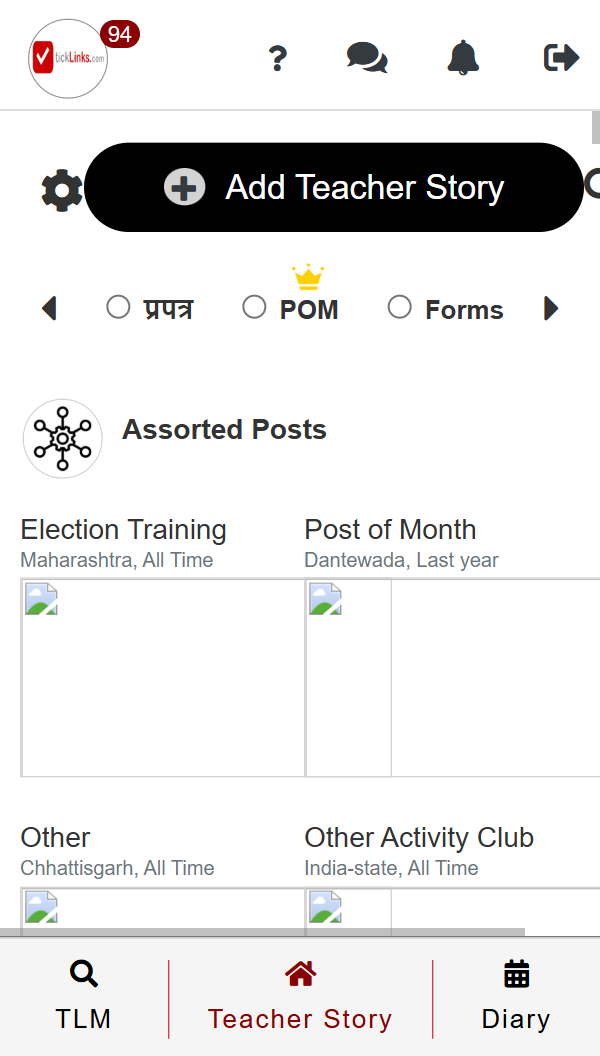 tickLinks.com
94
Add Teacher Story
प्रपत्र
POM
Forms
Assorted Posts
Election Training
Maharashtra, All Time
Post of Month
Dantewada, Last year
Other
Chhattisgarh, All Time
Other Activity Club
India-state, All Time
TLM
Teacher Story
Diary